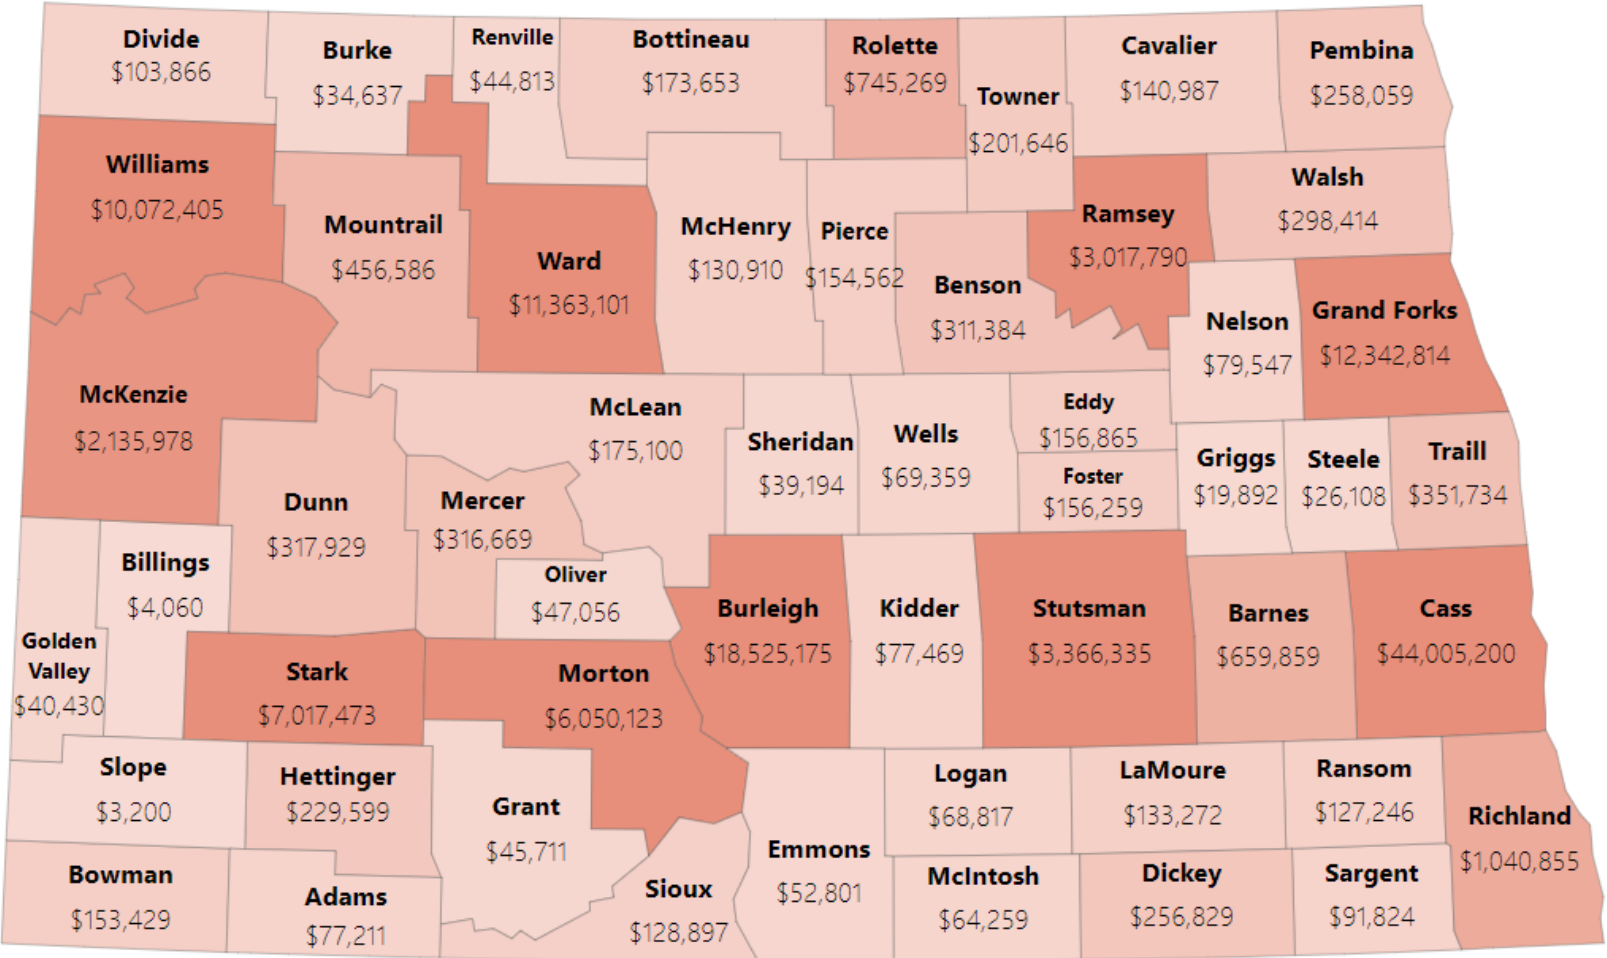 Divide
$103,866
Burke
$34,637
Renville
$44,813
Bottineau
$173,653
Rolette
$745,269
Towner
$201,646
Cavalier
$140,987
Pembina
$258,059
Williams
$10,072,405
Mountrail
$456,586
Ward
$11,363,101
McHenry
$130,910
Pierce
$154,562
Benson
$311,384
Ramsey
$3,017,790
Walsh
$298,414
Nelson
$79,547
Grand Forks
$12,342,814
McKenzie
$2,135,978
Dunn
$317,929
Mercer
$316,669
McLean
$175,100
Sheridan
$39,194
Wells
$69,359
Eddy
$156,865
Foster
$156,259
Griggs
$19,892
Steele
$26,108
Traill
$351,734
Golden
Valley
$40,430
Billings
$4,060
Stark
$7,017,473
Oliver
$47,056
Morton
$6,050,123
Burleigh
$18,525,175
Kidder
$77,469
Stutsman
$3,366,335
Barnes
$659,859
Cass
$44,005,200
Slope
$3,200
Hettinger
$229,599
Grant
$45,711
Bowman
$153,429
Adams
$77,211
Sioux
$128,897
Emmons
$52,801
Logan
$68,817
LaMoure
$133,272
Ransom
$127,246
Richland
$1,040,855
McIntosh
$64,259
Dickey
$256,829
Sargent
$91,824